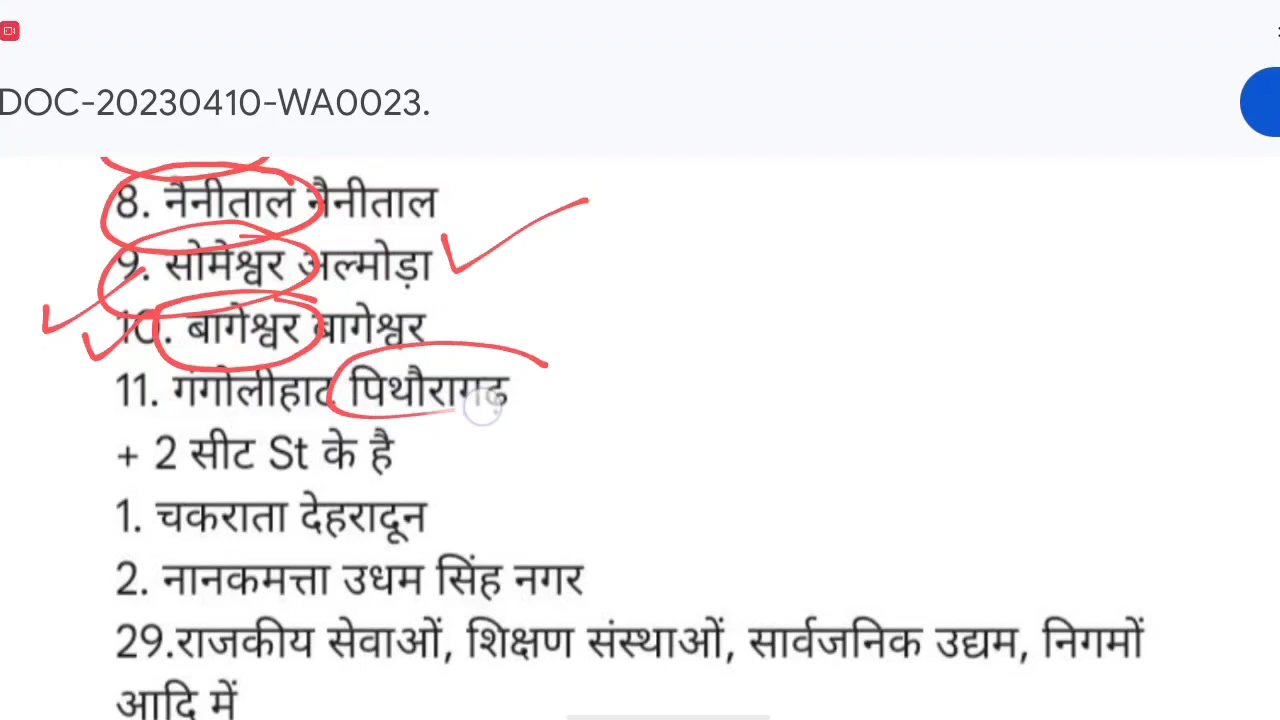 DOC-20230410-WA0023.
8. नैनीताल नैनीताल
9. सोमेश्वर अल्मोड़ा
10. बागेश्वर बागेश्वर
11. गंगोलीहाट पिथौरागढ़
+ 2 सीट St के है
1. चकराता देहरादून
2. नानकमत्ता उधम सिंह नगर
29.राजकीय सेवाओं, शिक्षण संस्थाओं, सार्वजनिक उद्यम, निगमों
आदि में